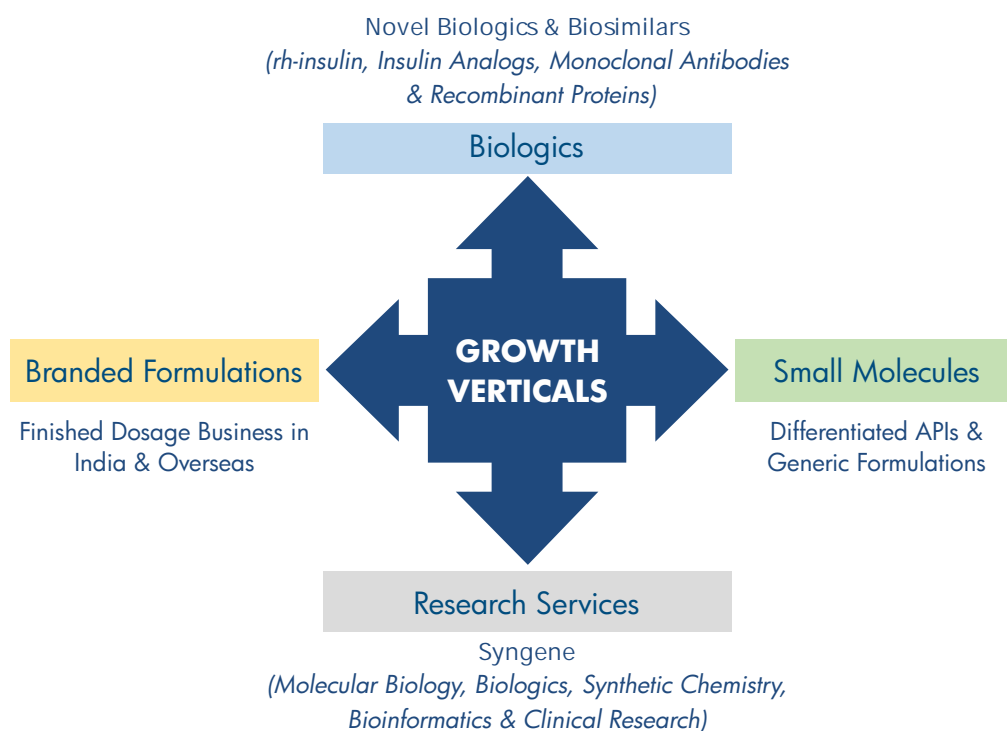 Novel Biologics & Biosimilars
(rh-insulin, Insulin Analogs, Monoclonal Antibodies
& Recombinant Proteins)
Biologics
GROWTH
VERTICALS
Branded Formulations
Finished Dosage Business in
India & Overseas
Small Molecules
Differentiated APIs &
Generic Formulations
Research Services
Syngene
(Molecular Biology, Biologics, Synthetic Chemistry,
Bioinformatics & Clinical Research)